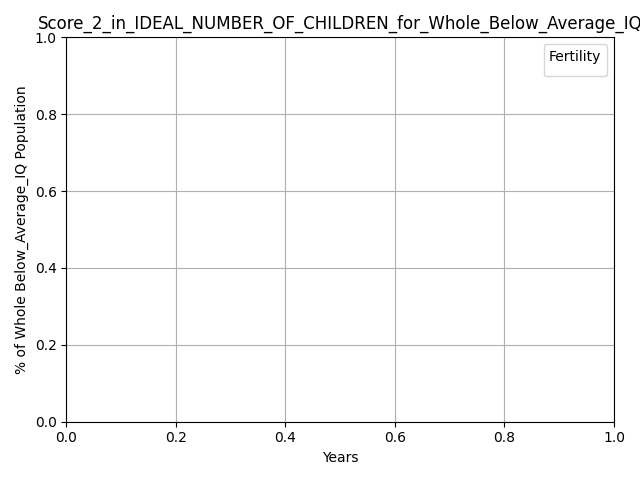 Score_2_in_IDEAL_NUMBER_OF_CHILDREN_for_Whole_Below_Average_IQ
Fertility
% of Whole Below_Average_IQ Population
1.0
0.8
0.6
0.4
0.2
0.0
0.0 0.2 0.4 0.6 0.8 1.0
Years